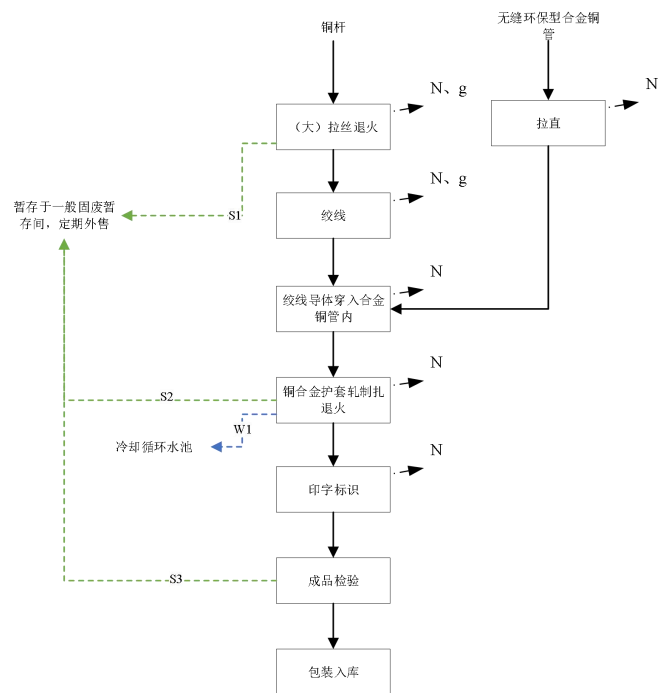 无缝环保型合金铜
管
铜杆
N
N、g
（大）拉丝退火
拉直
N、g
暂存于一般固废暂
存间，定期外售
S1
绞线
N
绞线导体穿入合金
铜管内
N
S2
铜合金护套轧制扎
退火
W1
冷却循环水池
N
印字标识
S3
成品检验
包装入库